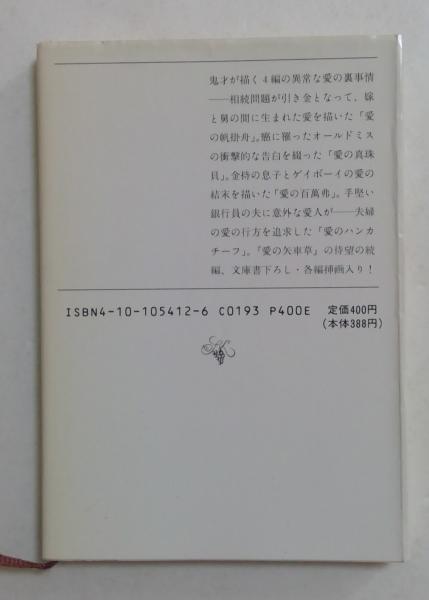 鬼才が描く4編の異常な愛の裏事情
――相続問題が引き金となって、嫁
と舅の間に生まれた愛を描いた「愛
の帆掛舟」。癌に罹ったオールドミス
の衝撃的な告白を綴った「愛の真珠
貝」。金持の息子とゲイボーイの愛の
結末を描いた「愛の百萬弗」。手堅い
銀行員の夫に意外な愛人が――夫婦
の愛の行方を追求した「愛のハンカ
チーフ」。『愛の矢車草』の待望の続
編、文庫書下ろし・各編挿画入り！
ISBN4-10-105412-6 C0193 P400E 定価400円
(本体388円)